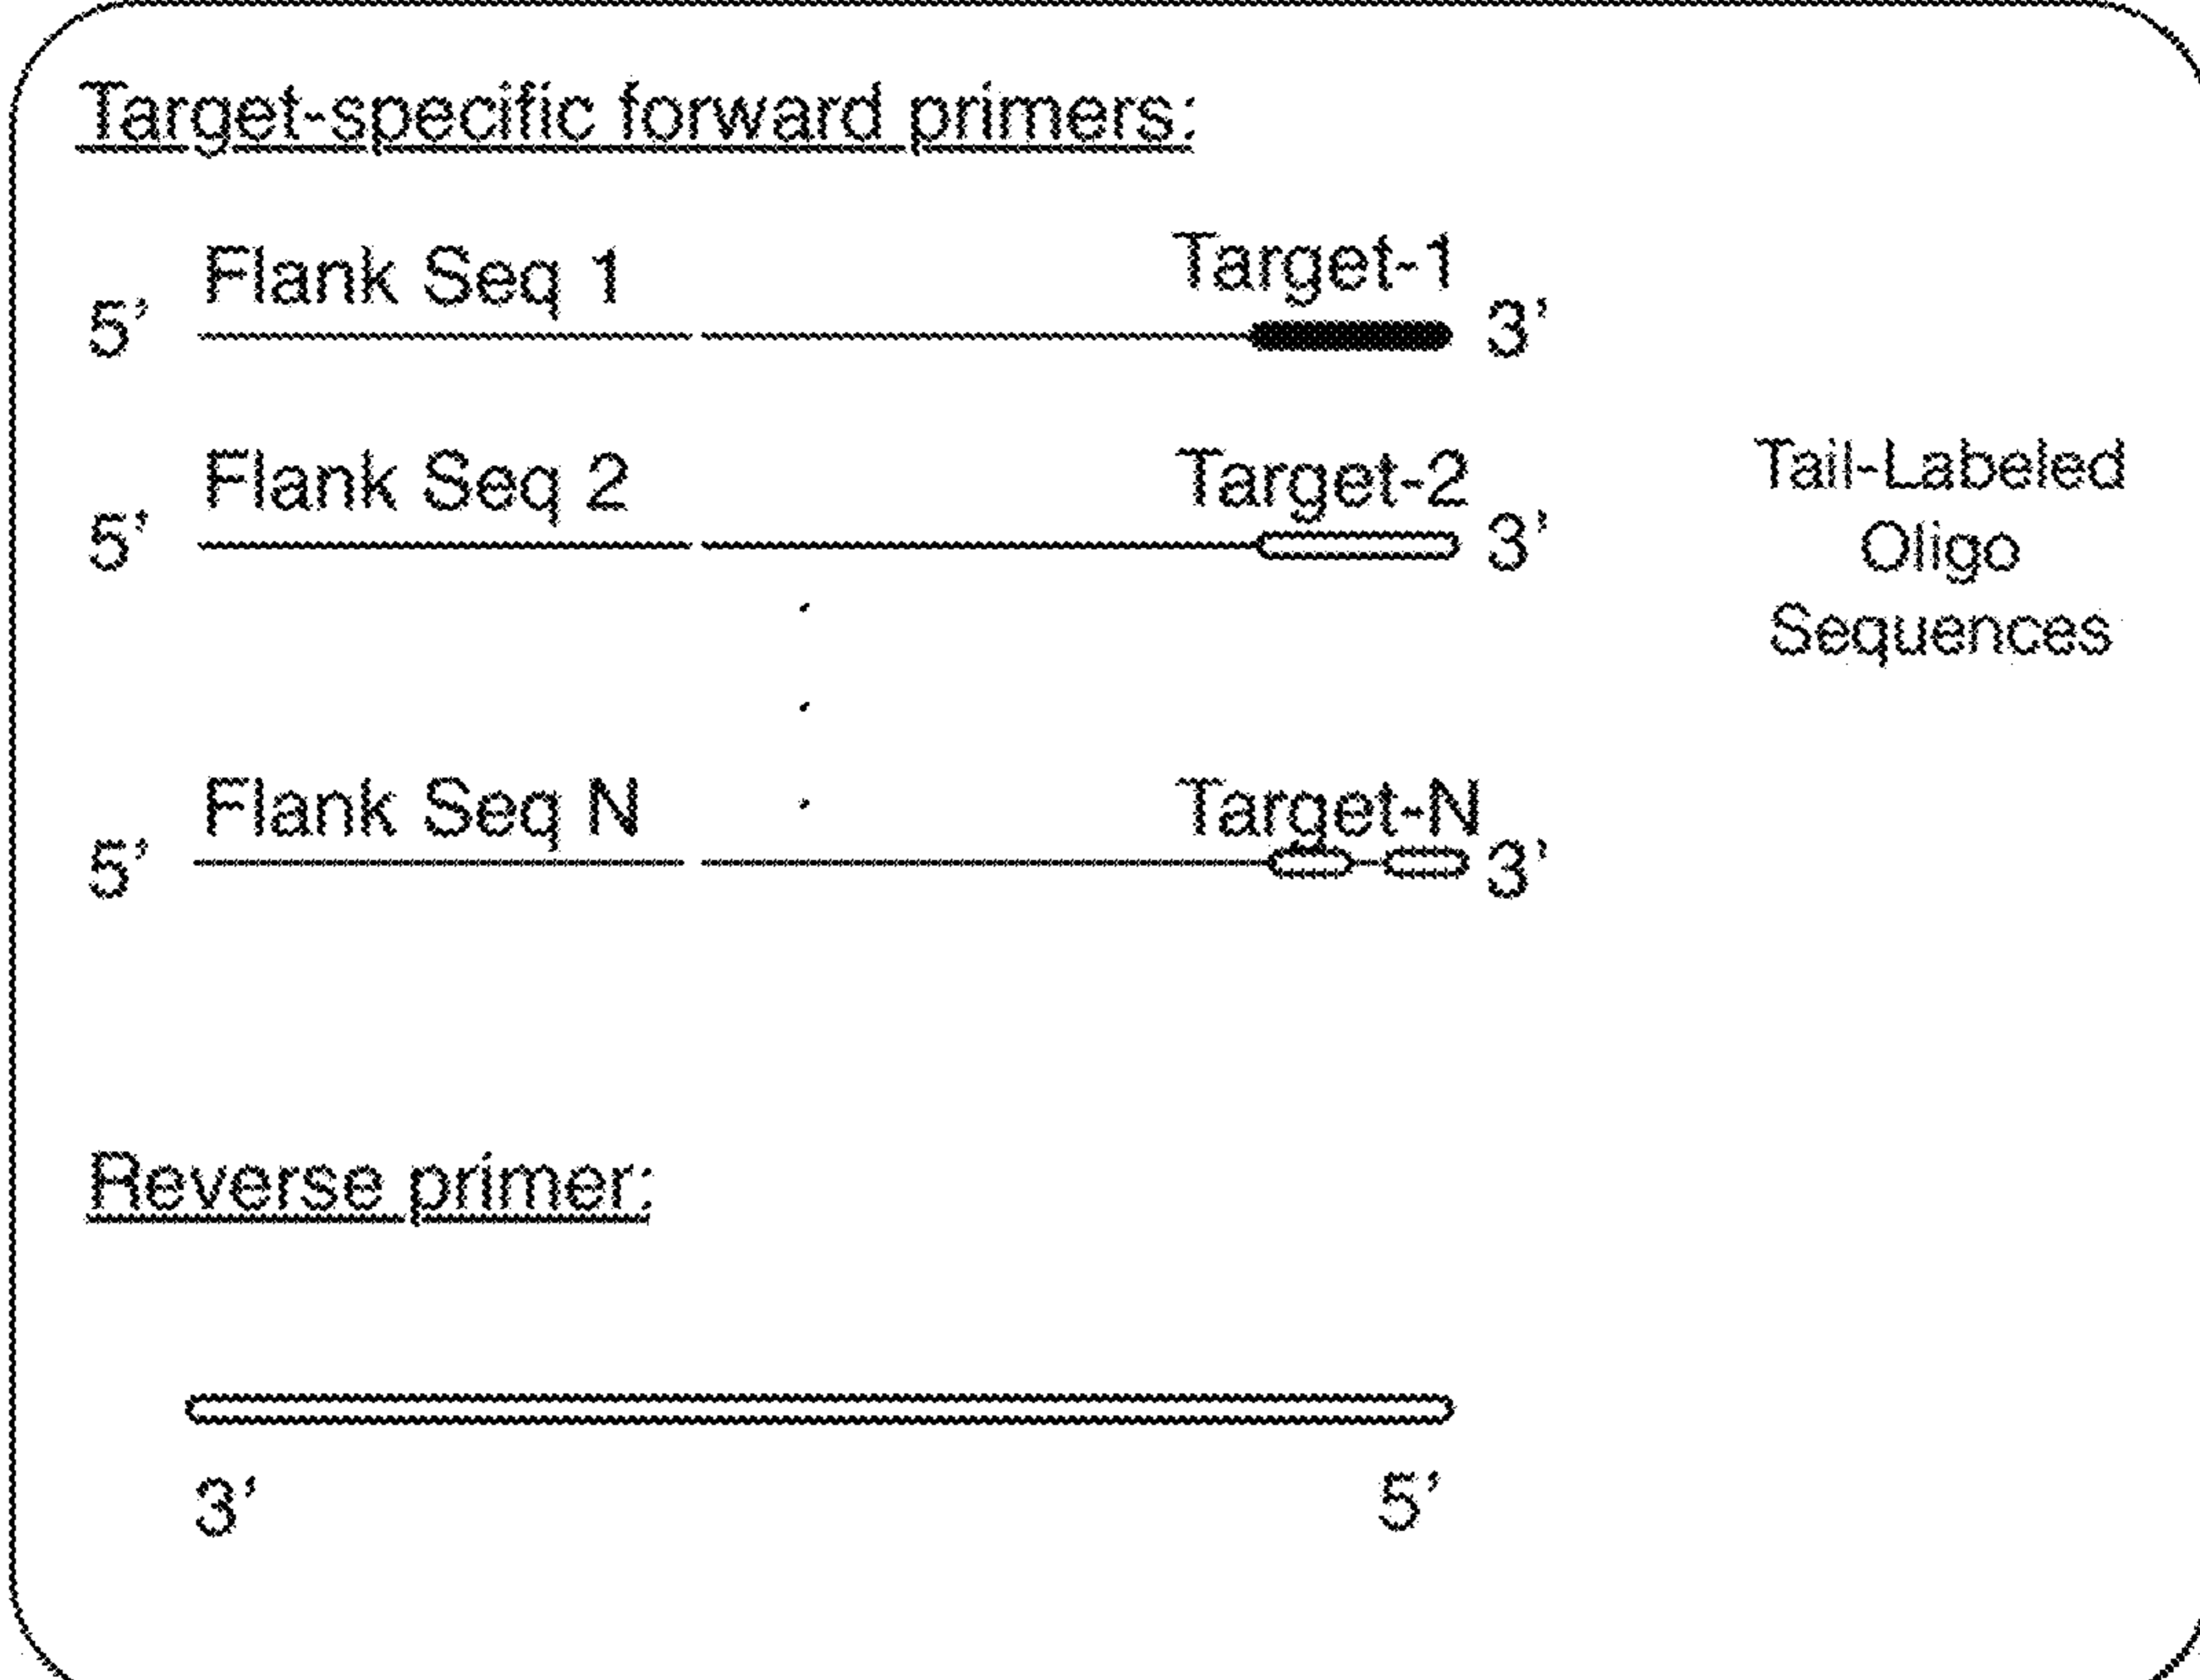 Target-specific forward primers:
Flank Seq 1
Target-1
5' 3'
Flank Seq 2
Target-2
5' 3'
Tail-Labeled
Oligo
Sequences
Flank Seq N
Target-N
5' 3'
Reverse primer:
3' 5'